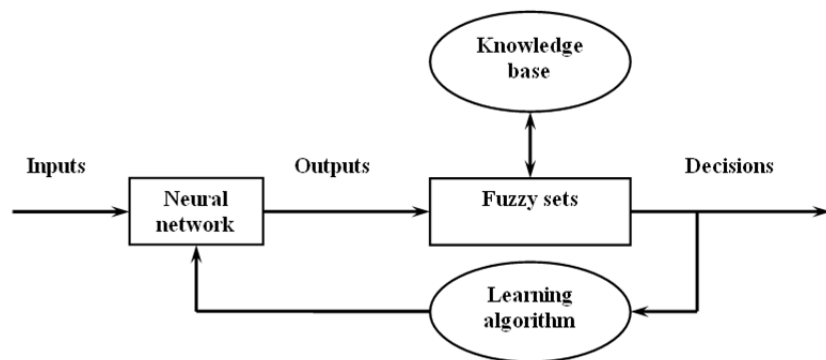 Knowledge
base
Inputs
Outputs
Decisions
Neural
network
Fuzzy sets
Learning
algorithm